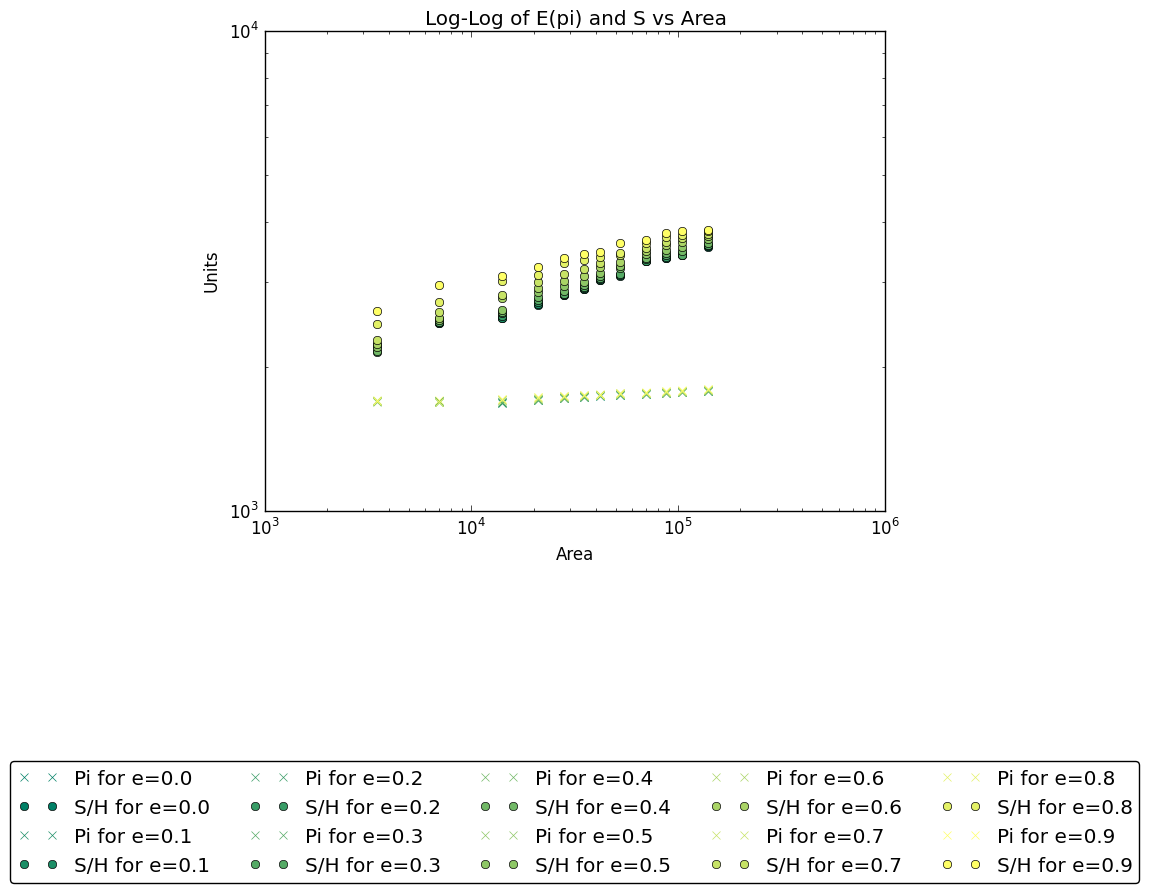 Log-Log of E(pi) and S vs Area
10^4
Units
10^3
10^3 10^4 10^5 10^6
Area
Pi for e=0.0 Pi for e=0.2 Pi for e=0.4 Pi for e=0.6 Pi for e=0.8
S/H for e=0.0 S/H for e=0.2 S/H for e=0.4 S/H for e=0.6 S/H for e=0.8
Pi for e=0.1 Pi for e=0.3 Pi for e=0.5 Pi for e=0.7 Pi for e=0.9
S/H for e=0.1 S/H for e=0.3 S/H for e=0.5 S/H for e=0.7 S/H for e=0.9